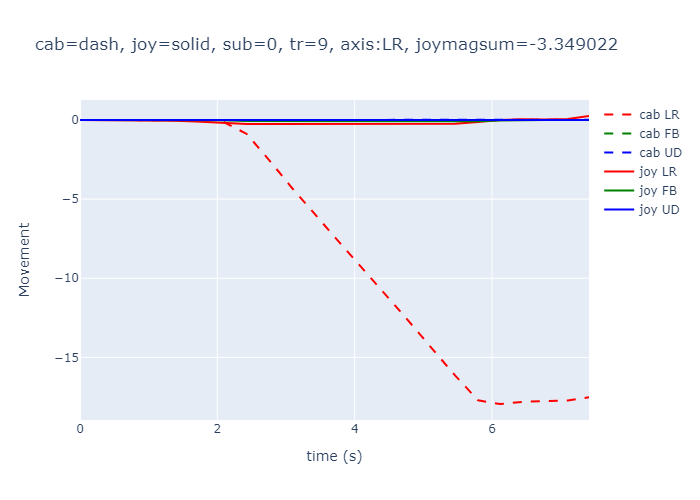 cab=dash, joy=solid, sub=0, tr=9, axis:LR, joymagsum=-3.349022
cab LR
cab FB
cab UD
joy LR
joy FB
joy UD
0
−5
−10
−15
Movement
0
2
4
6
time (s)